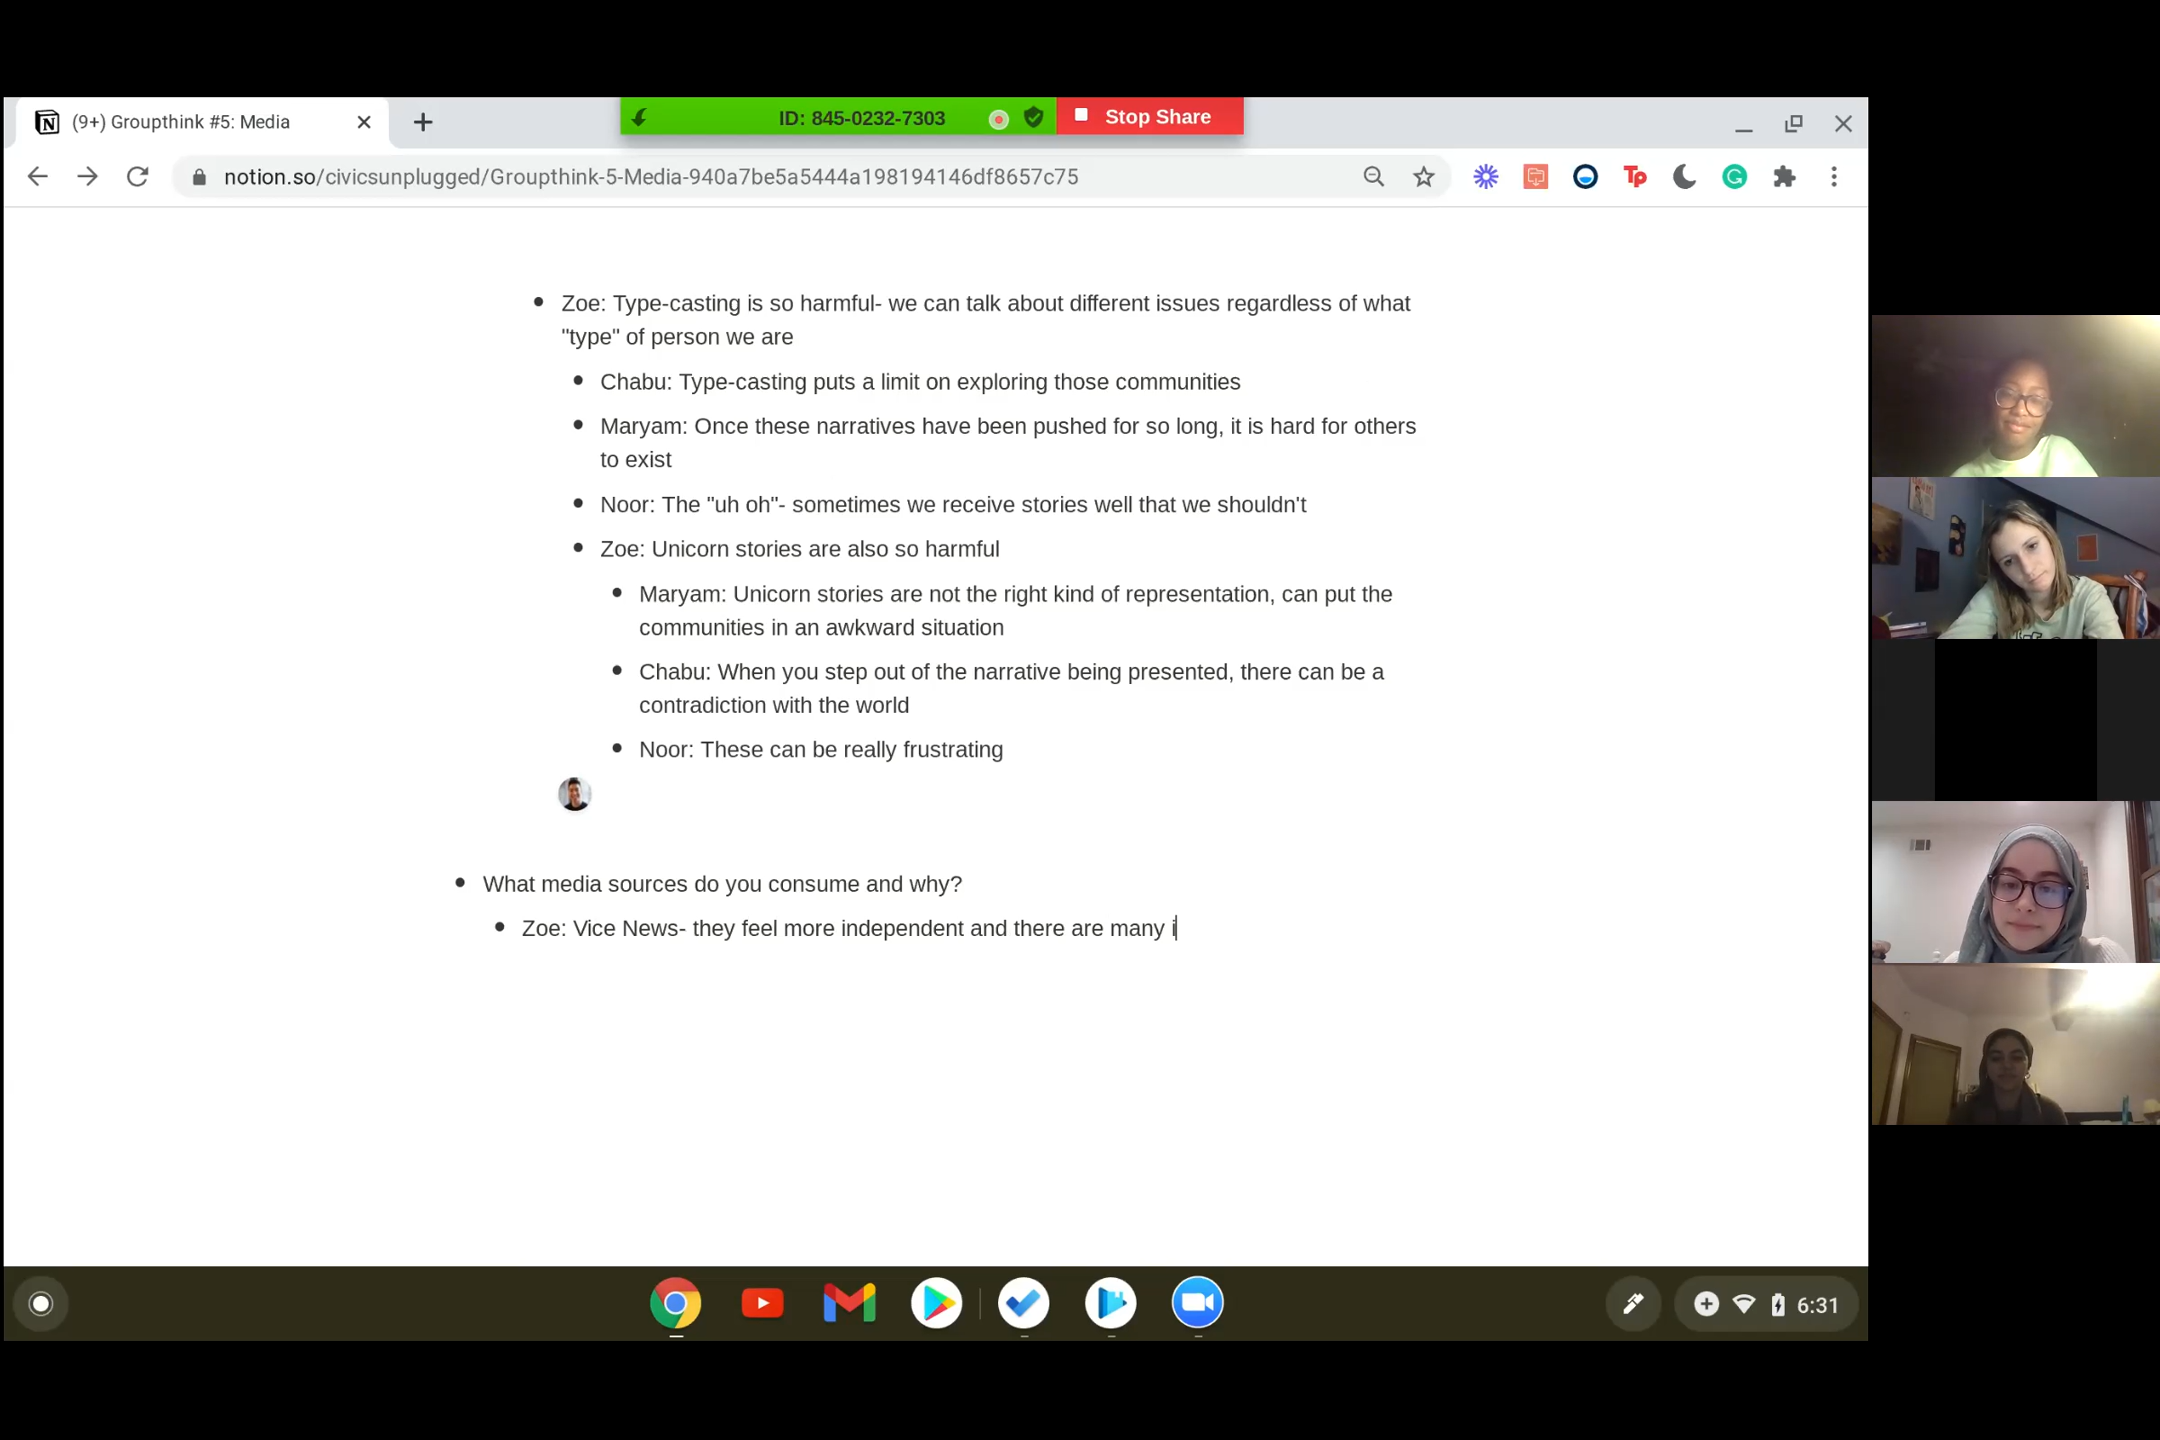 (9+) Groupthink #5: Media
ID: 845-0232-7303
Stop Share
notion.so/civicsunplugged/Groupthink-5-Media-940a7be5a5444a198194146df8657c75
Zoe: Type-casting is so harmful- we can talk about different issues regardless of what
"type" of person we are
Chabu: Type-casting puts a limit on exploring those communities
Maryam: Once these narratives have been pushed for so long, it is hard for others
to exist
Noor: The "uh oh"- sometimes we receive stories well that we shouldn't
Zoe: Unicorn stories are also so harmful
Maryam: Unicorn stories are not the right kind of representation, can put the
communities in an awkward situation
Chabu: When you step out of the narrative being presented, there can be a
contradiction with the world
Noor: These can be really frustrating
What media sources do you consume and why?
Zoe: Vice News- they feel more independent and there are many i
6:31